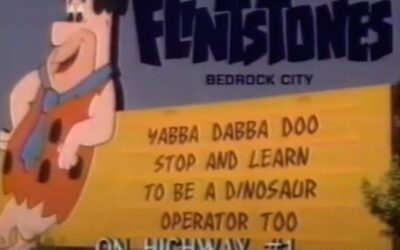 FLINTSTONES
BEDROCK CITY
YABBA DABBA DOO
STOP AND LEARN
TO BE A DINOSAUR
OPERATOR TOO
ON HIGHWAY #1